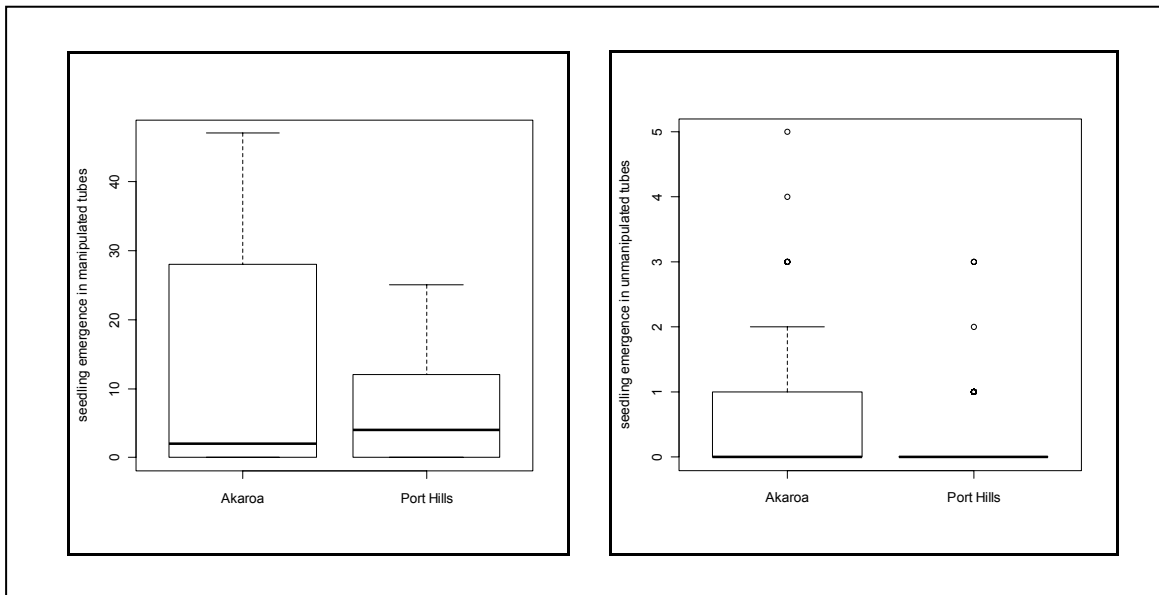 seedling emergence in manipulated tubes
40
30
20
10
0
Akaroa
Port Hills
seedling emergence in unmanipulated tubes
5
4
3
2
1
0
Akaroa
Port Hills